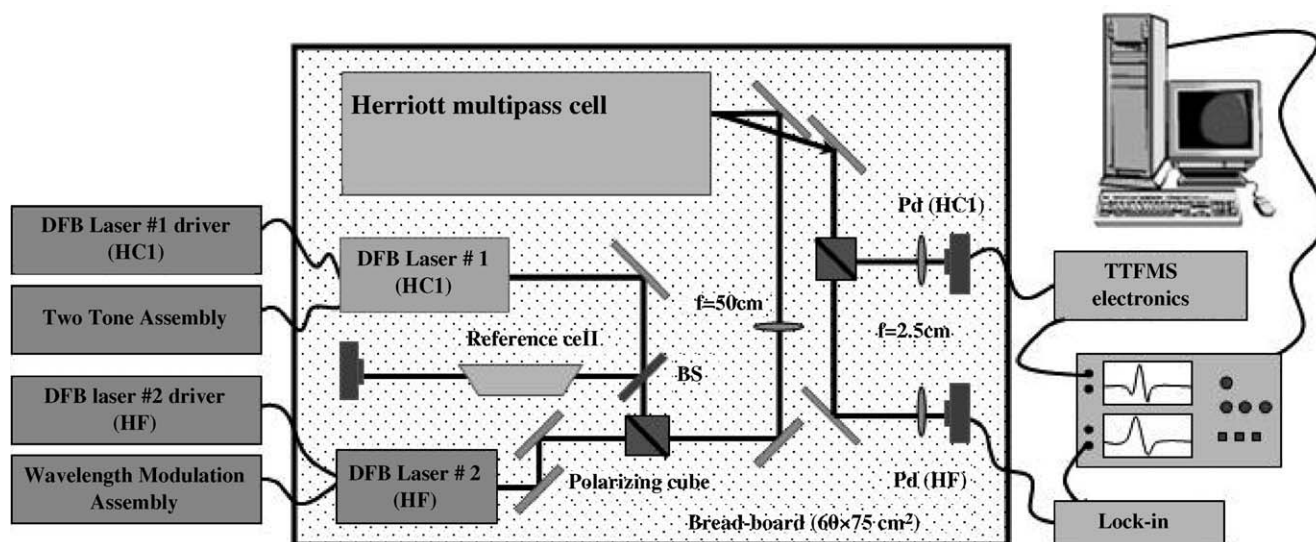 Herriott multipass cell
DFB Laser #1 driver
(HC1)
Two Tone Assembly
DFB laser #2 driver
(HF)
Wavelength Modulation
Assembly
DFB Laser # 1
(HC1)
Reference cell
BS
DFB Laser # 2
(HF)
Polarizing cube
f=50cm
Pd (HC1)
f=2.5cm
Pd (HF)
Bread-board (60×75 cm²)
TTFMS
electronics
Lock-in